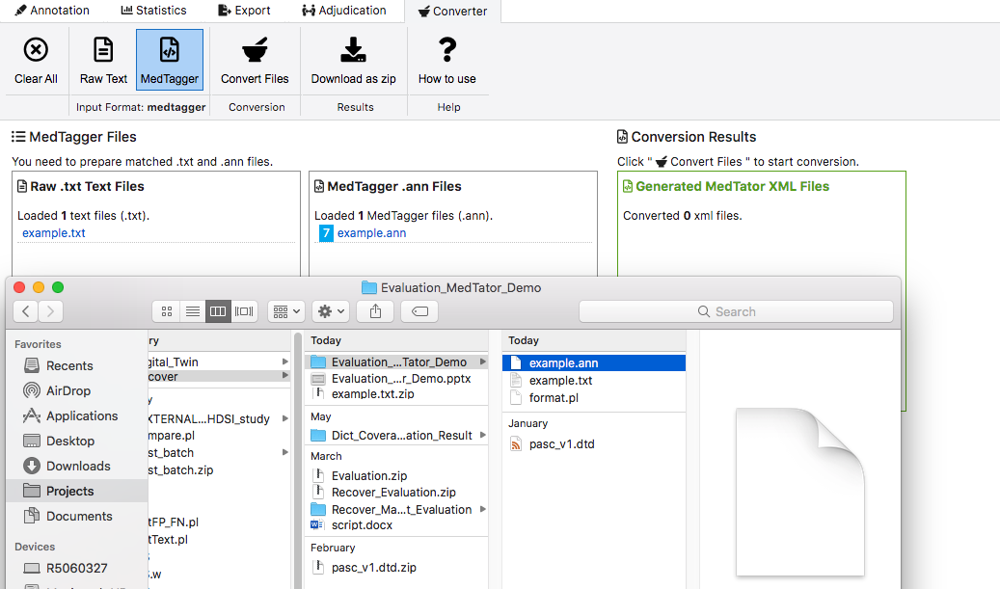 Annotation
Statistics
Export
Adjudication
Converter
Clear All
Raw Text
MedTagger
Convert Files
Download as zip
How to use
Input Format: medtagger
Conversion
Results
Help
MedTagger Files
You need to prepare matched .txt and .ann files.
Raw .txt Text Files
Loaded 1 text files (.txt).
example.txt
MedTagger .ann Files
Loaded 1 MedTagger files (.ann).
7 example.ann
Conversion Results
Click " Convert Files " to start conversion.
Generated MedTator XML Files
Converted 0 xml files.
Evaluation_MedTator_Demo
Search
Favorites
Recents
AirDrop
Applications
Desktop
Downloads
Projects
Documents
Devices
R5060327
ry
gital_Twin
cover
y
XTERNAL...HDSI_study
mpare.pl
st_batch
st_batch.zip
tFP_FN.pl
tText.pl
s.w
Today
Evaluation_...Tator_Demo
Evaluation_...r_Demo.pptx
example.txt.zip
May
Dict_Covera...ation_Result
March
Evaluation.zip
Recover_Evaluation.zip
Recover_Ma...t_Evaluation
script.docx
February
pasc_v1.dtd.zip
Today
example.ann
example.txt
format.pl
January
pasc_v1.dtd